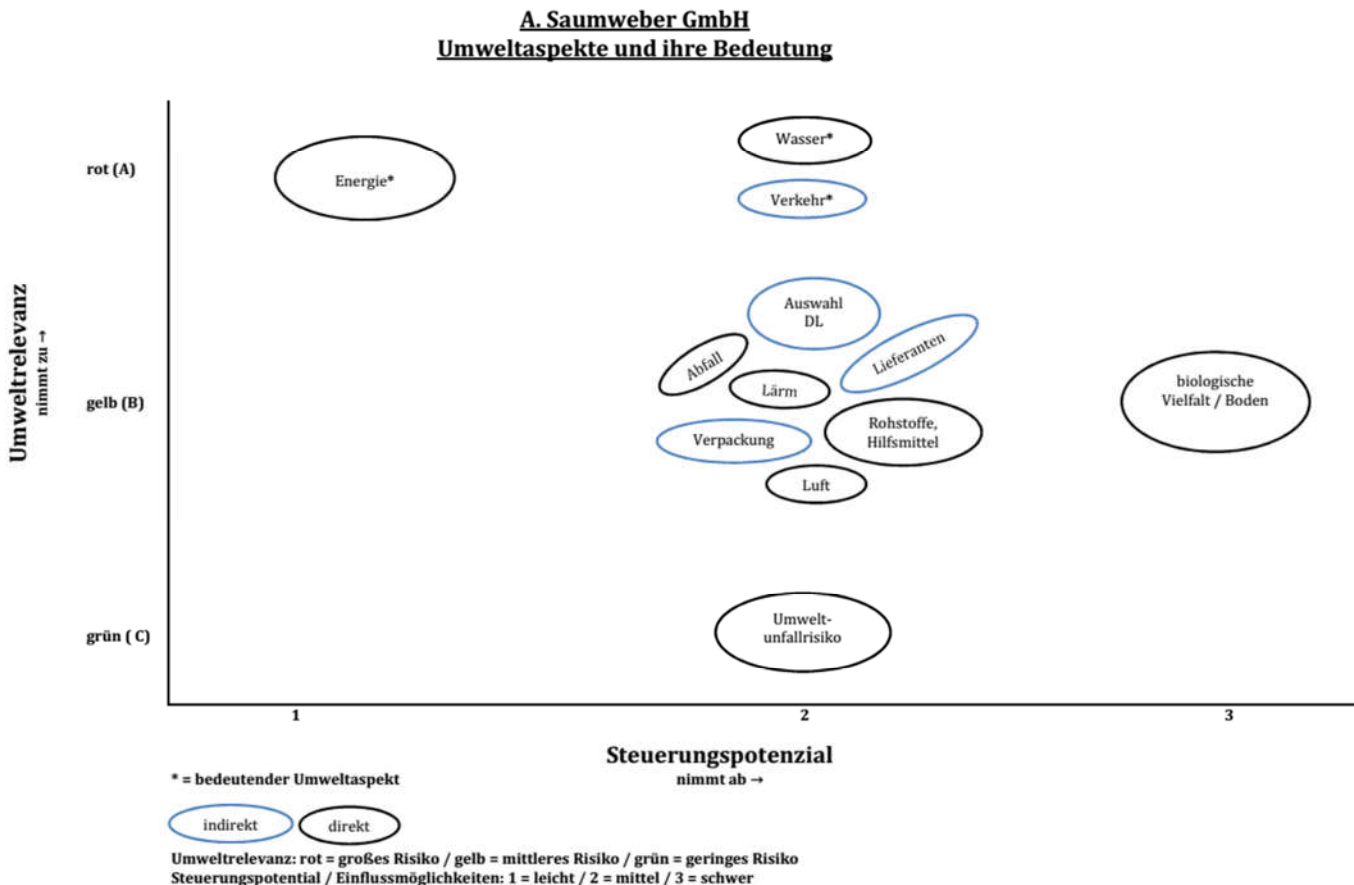 A. Saumweber GmbH
Umweltaspekte und ihre Bedeutung
Wasser*
rot (A)
Energie*
Verkehr*
Auswahl
DL
Lieferanten
Abfall
Umweltrelevanz
nimmt zu →
gelb (B)
Lärm
biologische
Vielfalt / Boden
Verpackung
Rohstoffe,
Hilfsmittel
Luft
grün ( C)
Umwelt-
unfallrisiko
1
2
3
Steuerungspotenzial
nimmt ab →
* = bedeutender Umweltaspekt
indirekt
direkt
Umweltrelevanz: rot = großes Risiko / gelb = mittleres Risiko / grün = geringes Risiko
Steuerungspotential / Einflussmöglichkeiten: 1 = leicht / 2 = mittel / 3 = schwer